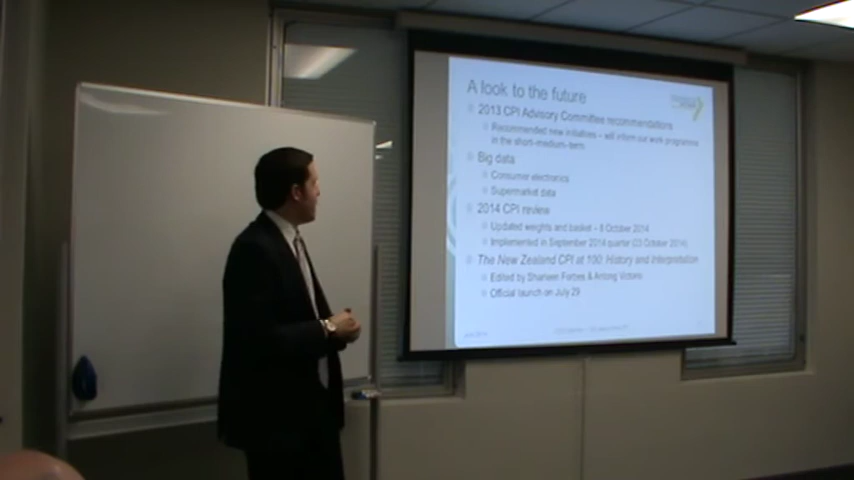 A look to the future
2013 CPI Advisory Committee recommendations
Recommended new initiatives – will inform our work programme
in the short–medium-term
Big data
Consumer electronics
Supermarket data
2014 CPI review
Updated weights and basket – 8 October 2014
Implemented in September 2014 quarter (23 October 2014)
The New Zealand CPI at 100: History and Interpretation
Edited by Sharleen Forbes & Antong Victorio
Official launch on July 29